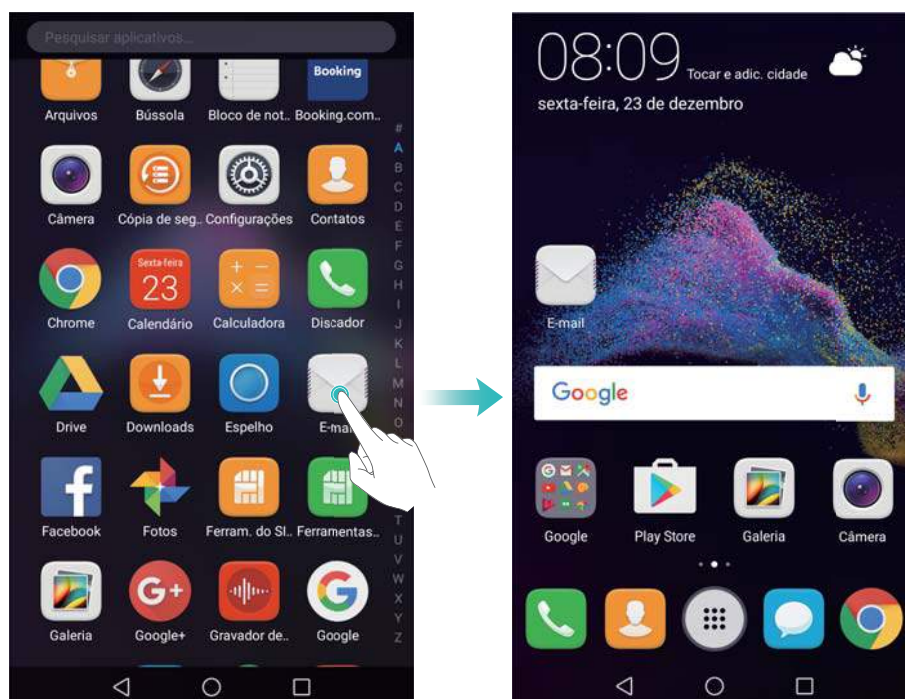 Pesquisar aplicativos...
Booking
Arquivos Bússola Bloco de not.. Booking.com..
#
A
B
C
D
E
F
G
H
I
J
K
L
M
N
O
T
U
V
W
X
Y
Z
Câmera Cópia de seg.. Configurações Contatos
Sexta-feira
23
Chrome Calendário Calculadora Discador
Drive Downloads Espelho E-mail
Facebook Fotos Ferram. do SI.. Ferramentas..
G+
Galeria Google+ Gravador de.. Google
08:09 Tocar e adic. cidade
sexta-feira, 23 de dezembro
E-mail
Google
Google Play Store Galeria Câmera